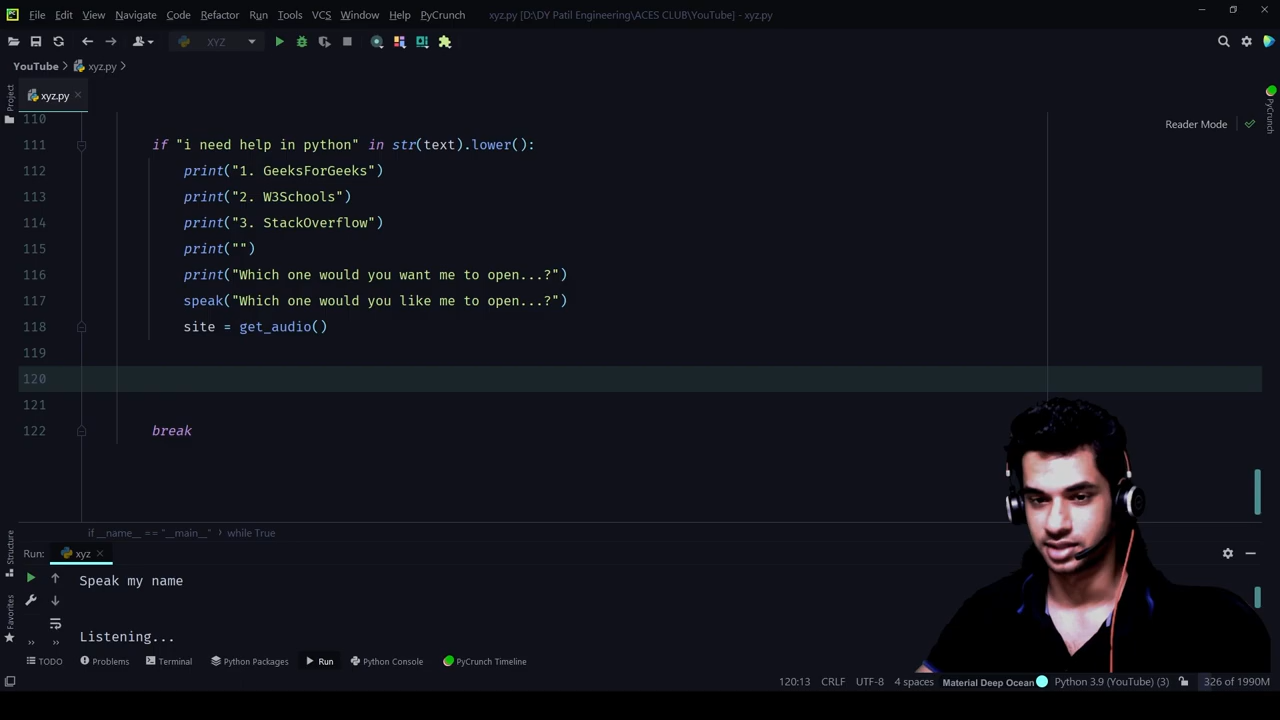 File Edit View Navigate Code Refactor Run Tools VCS Window Help PyCrunch xyz.py [D:\DY Patil Engineering\ACES CLUB\YouTube] - xyz.py
XYZ
YouTube xyz.py
Project
xyz.py
PyCrunch
Reader Mode
110
111 if "i need help in python" in str(text).lower():
112 print("1. GeeksForGeeks")
113 print("2. W3Schools")
114 print("3. StackOverflow")
115 print("")
116 print("Which one would you want me to open...?")
117 speak("Which one would you like me to open...?")
118 site = get_audio()
119
120
121
122 break
if __name__ == "__main__" while True
Structure
Favorites
Run: xyz
Speak my name
Listening...
TODO Problems Terminal Python Packages Run Python Console PyCrunch Timeline
120:13 CRLF UTF-8 4 spaces Material Deep Ocean Python 3.9 (YouTube) (3) 326 of 1990M